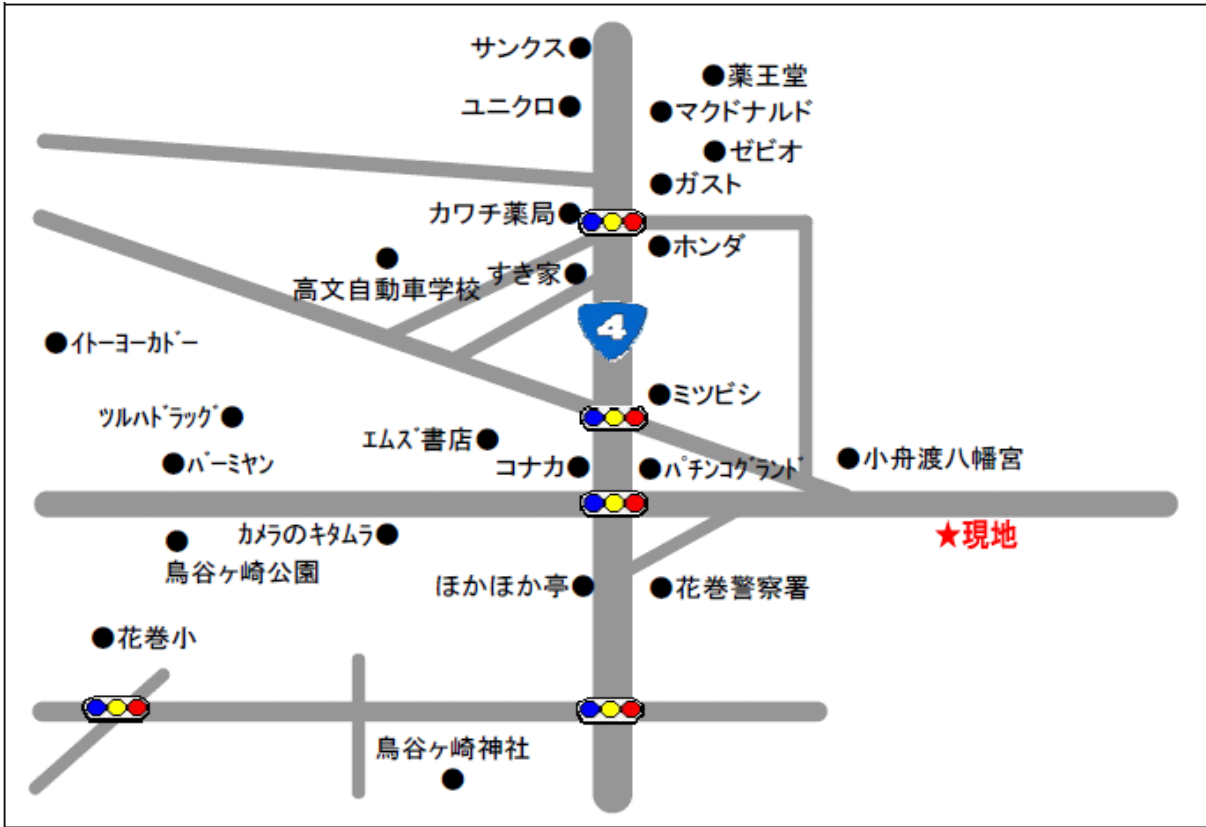 サンクス
薬王堂
ユニクロ
マクドナルド
ゼビオ
ガスト
カワチ薬局
ホンダ
すき家
高文自動車学校
4
イトーヨーカドー
ミツビシ
ツルハドラッグ
エムズ書店
バーミヤン
コナカ
パチンコグランド
小舟渡八幡宮
カメラのキタムラ
★現地
鳥谷ヶ崎公園
ほかほか亭
花巻警察署
花巻小
鳥谷ヶ崎神社